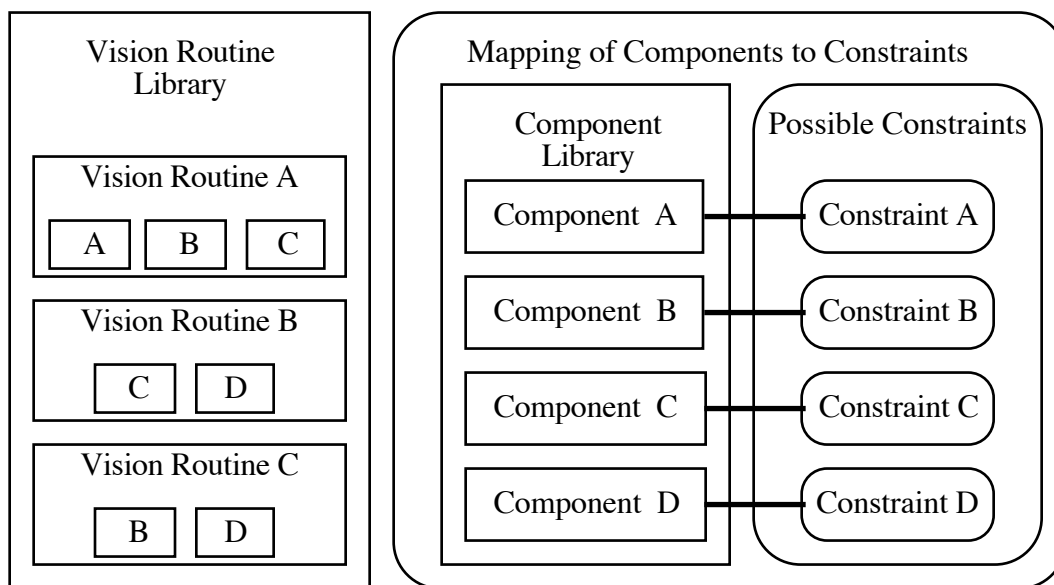 Vision Routine
Library
Vision Routine A
A B C
Vision Routine B
C D
Vision Routine C
B D
Mapping of Components to Constraints
Component
Library
Component A
Component B
Component C
Component D
Possible Constraints
Constraint A
Constraint B
Constraint C
Constraint D